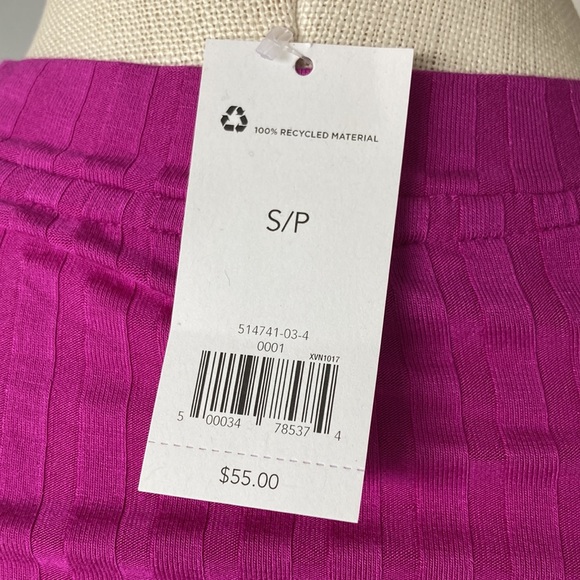 100% RECYCLED MATERIAL
S/P
514741-03-4
0001
XVN1017
5 00034 78537 4
$55.00